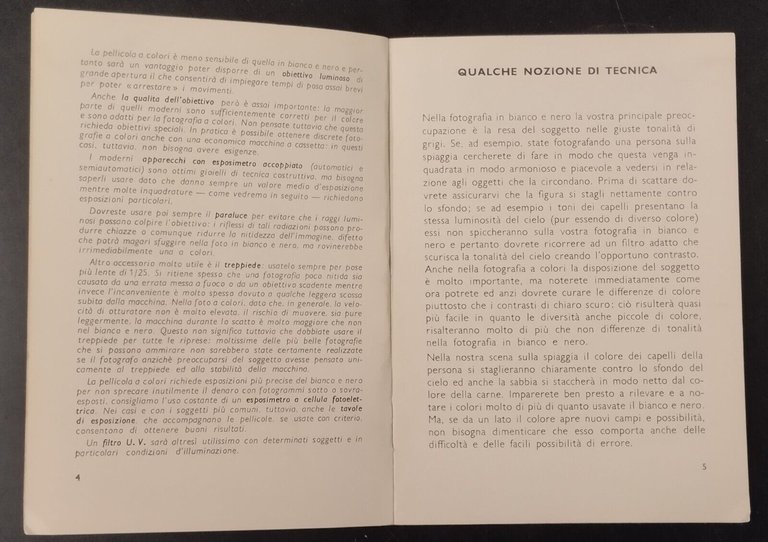 La pellicola a colori è meno sensibile di quella in bianco e nero e per-
tanto sarà un vantaggio poter disporre di un obiettivo luminoso di
grande apertura il che consentirà di impiegare tempi di posa assai brevi
per poter «arrestare» i movimenti.
Anche la qualità dell'obiettivo però è assai importante: la maggior
parte di quelli moderni sono sufficientemente corretti per il colore
e sono adatti per la fotografia a colori. Non pensate tuttavia che questa
richieda obiettivi speciali. In pratica è possibile ottenere discrete foto-
grafie a colori anche con una economica macchina a cassetta: in questi
casi, tuttavia, non bisogna avere esigenze.
I moderni apparecchi con esposimetro accoppiato (automatici e
semiautomatici) sono ottimi gioielli di tecnica costruttiva, ma bisogna
saperli usare dato che danno sempre un valore medio d'esposizione
mentre molte inquadrature — come vedremo in seguito — richiedono
esposizioni particolari.
Dovreste usare poi sempre il paraluce per evitare che i raggi lumi-
nosi possano colpire l'obiettivo: i riflessi di tali radiazioni possono pro-
durre chiazze o comunque ridurre la nitidezza dell'immagine, difetto
che potrà magari sfuggire nella foto in bianco e nero, ma rovinerebbe
irrimediabilmente una a colori.
Altro accessorio molto utile è il treppiede: usatelo sempre per pose
più lente di 1/25. Si ritiene spesso che una fotografia poco nitida sia
causata da una errata messa a fuoco o da un obiettivo scadente mentre
invece l'inconveniente è molto spesso dovuto a qualche leggera scossa
subita dalla macchina. Nella foto a colori, dato che, in generale, la velo-
cità di otturatore non è molto elevata, il rischio di muovere, sia pure
leggermente, la macchina durante lo scatto è molto maggiore che non
nel bianco e nero. Questo non significa tuttavia che dobbiate usare il
treppiede per tutte le riprese: moltissime delle più belle fotografie
che si possano ammirare non sarebbero state certamente realizzate
se il fotografo anzichè preoccuparsi del soggetto avesse pensato uni-
camente al treppiede ed alla stabilità della macchina.
La pellicola a colori richiede esposizioni più precise del bianco e nero
per non sprecare inutilmente il denaro con fotogrammi sotto o sovra-
esposti, consigliamo l'uso costante di un esposimetro a cellula fotoelet-
trica. Nei casi e con i soggetti più comuni, tuttavia, anche le tavole
di esposizione, che accompagnano le pellicole, se usate con criterio,
consentono di ottenere buoni risultati.
Un filtro U. V. sarà altresì utilissimo con determinati soggetti e in
particolari condizioni d'illuminazione.
4
QUALCHE NOZIONE DI TECNICA
Nella fotografia in bianco e nero la vostra principale preoc-
cupazione è la resa del soggetto nelle giuste tonalità di
grigi. Se, ad esempio, state fotografando una persona sulla
spiaggia cercherete di fare in modo che questa venga in-
quadrata in modo armonioso e piacevole a vedersi in re-
lazione agli oggetti che la circondano. Prima di scattare do-
vrete assicurarvi che la figura si stagli nettamente contro
lo sfondo; se ad esempio i toni dei capelli presentano la
stessa luminosità del cielo (pur essendo di diverso colore)
essi non spiccheranno sulla vostra fotografia in bianco e
nero e pertanto dovrete ricorrere ad un filtro adatto che
scurisca la tonalità del cielo creando l'opportuno contrasto.
Anche nella fotografia a colori la disposizione del soggetto
è molto importante, ma noterete immediatamente come
ora potrete ed anzi dovrete curare le differenze di colore
piuttosto che i contrasti di chiaro scuro: ciò risulterà quasi
più facile in quanto le diversità anche piccole di colore,
risalteranno molto di più che non differenze di tonalità
nella fotografia in bianco e nero.
Nella nostra scena sulla spiaggia il colore dei capelli della
persona si staglieranno chiaramente contro lo sfondo del
cielo ed anche la sabbia si staccherà in modo netto dal co-
lore della carne. Imparerete ben presto a rilevare e a no-
tare i colori molto di più di quanto usavate il bianco e nero.
Ma, se da un lato il colore apre nuovi campi e possibilità,
non bisogna dimenticare che esso comporta anche delle
difficoltà e delle facili possibilità di errore.
5